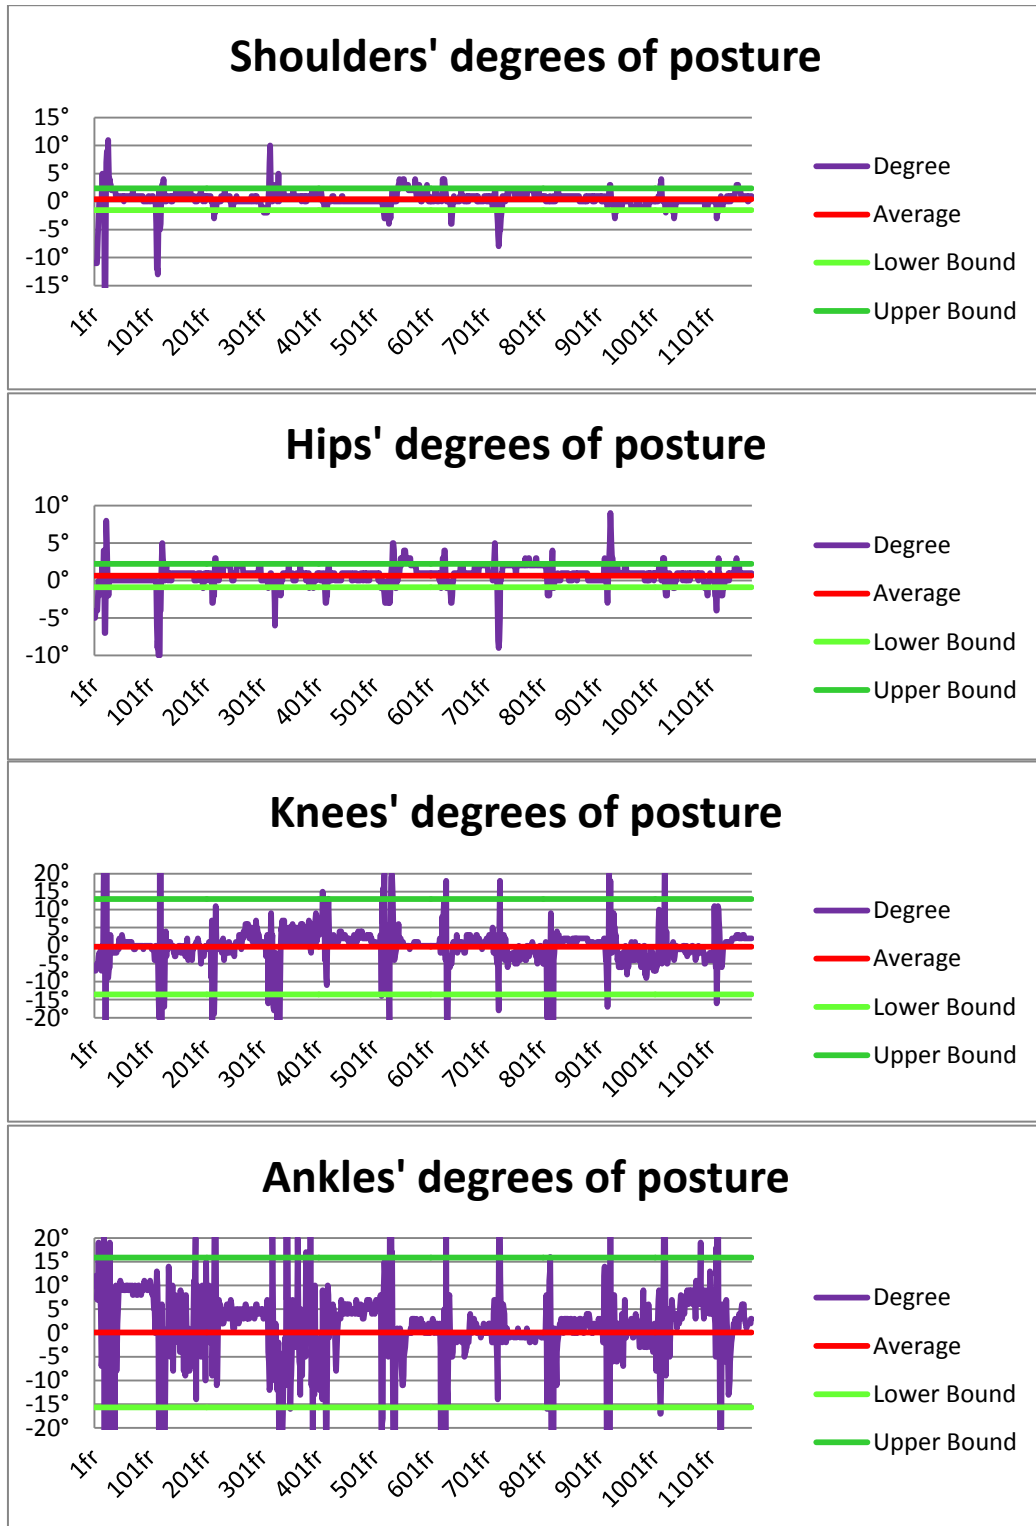 Shoulders' degrees of posture
15°
10°
5°
0°
-5°
-10°
-15°
1fr
101fr
201fr
301fr
401fr
501fr
601fr
701fr
801fr
901fr
1001fr
1101fr
Degree
Average
Lower Bound
Upper Bound
Hips' degrees of posture
10°
5°
0°
-5°
-10°
1fr
101fr
201fr
301fr
401fr
501fr
601fr
701fr
801fr
901fr
1001fr
1101fr
Degree
Average
Lower Bound
Upper Bound
Knees' degrees of posture
20°
15°
10°
5°
0°
-5°
-10°
-15°
-20°
1fr
101fr
201fr
301fr
401fr
501fr
601fr
701fr
801fr
901fr
1001fr
1101fr
Degree
Average
Lower Bound
Upper Bound
Ankles' degrees of posture
20°
15°
10°
5°
0°
-5°
-10°
-15°
-20°
1fr
101fr
201fr
301fr
401fr
501fr
601fr
701fr
801fr
901fr
1001fr
1101fr
Degree
Average
Lower Bound
Upper Bound